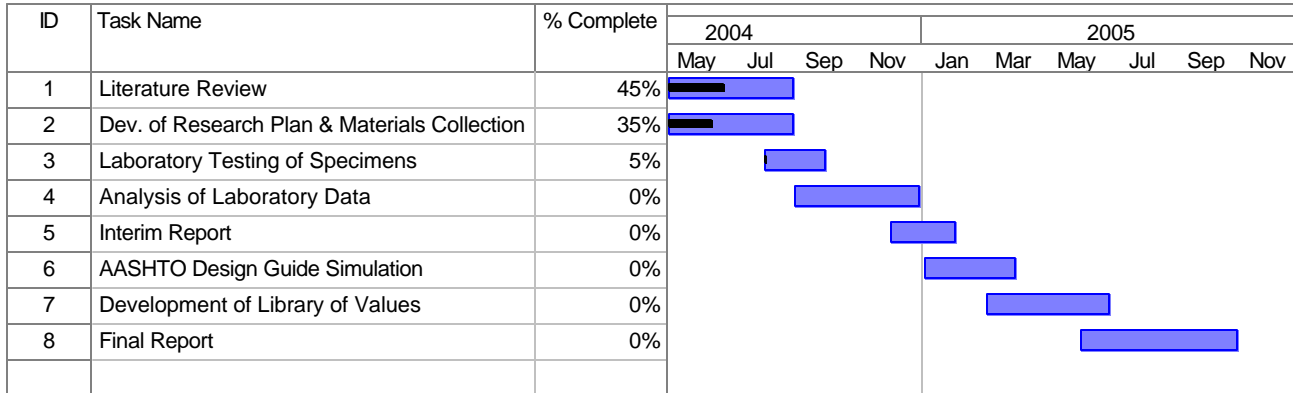 ID Task Name % Complete
2004 2005
May Jul Sep Nov Jan Mar May Jul Sep Nov
1 Literature Review 45%
2 Dev. of Research Plan & Materials Collection 35%
3 Laboratory Testing of Specimens 5%
4 Analysis of Laboratory Data 0%
5 Interim Report 0%
6 AASHTO Design Guide Simulation 0%
7 Development of Library of Values 0%
8 Final Report 0%